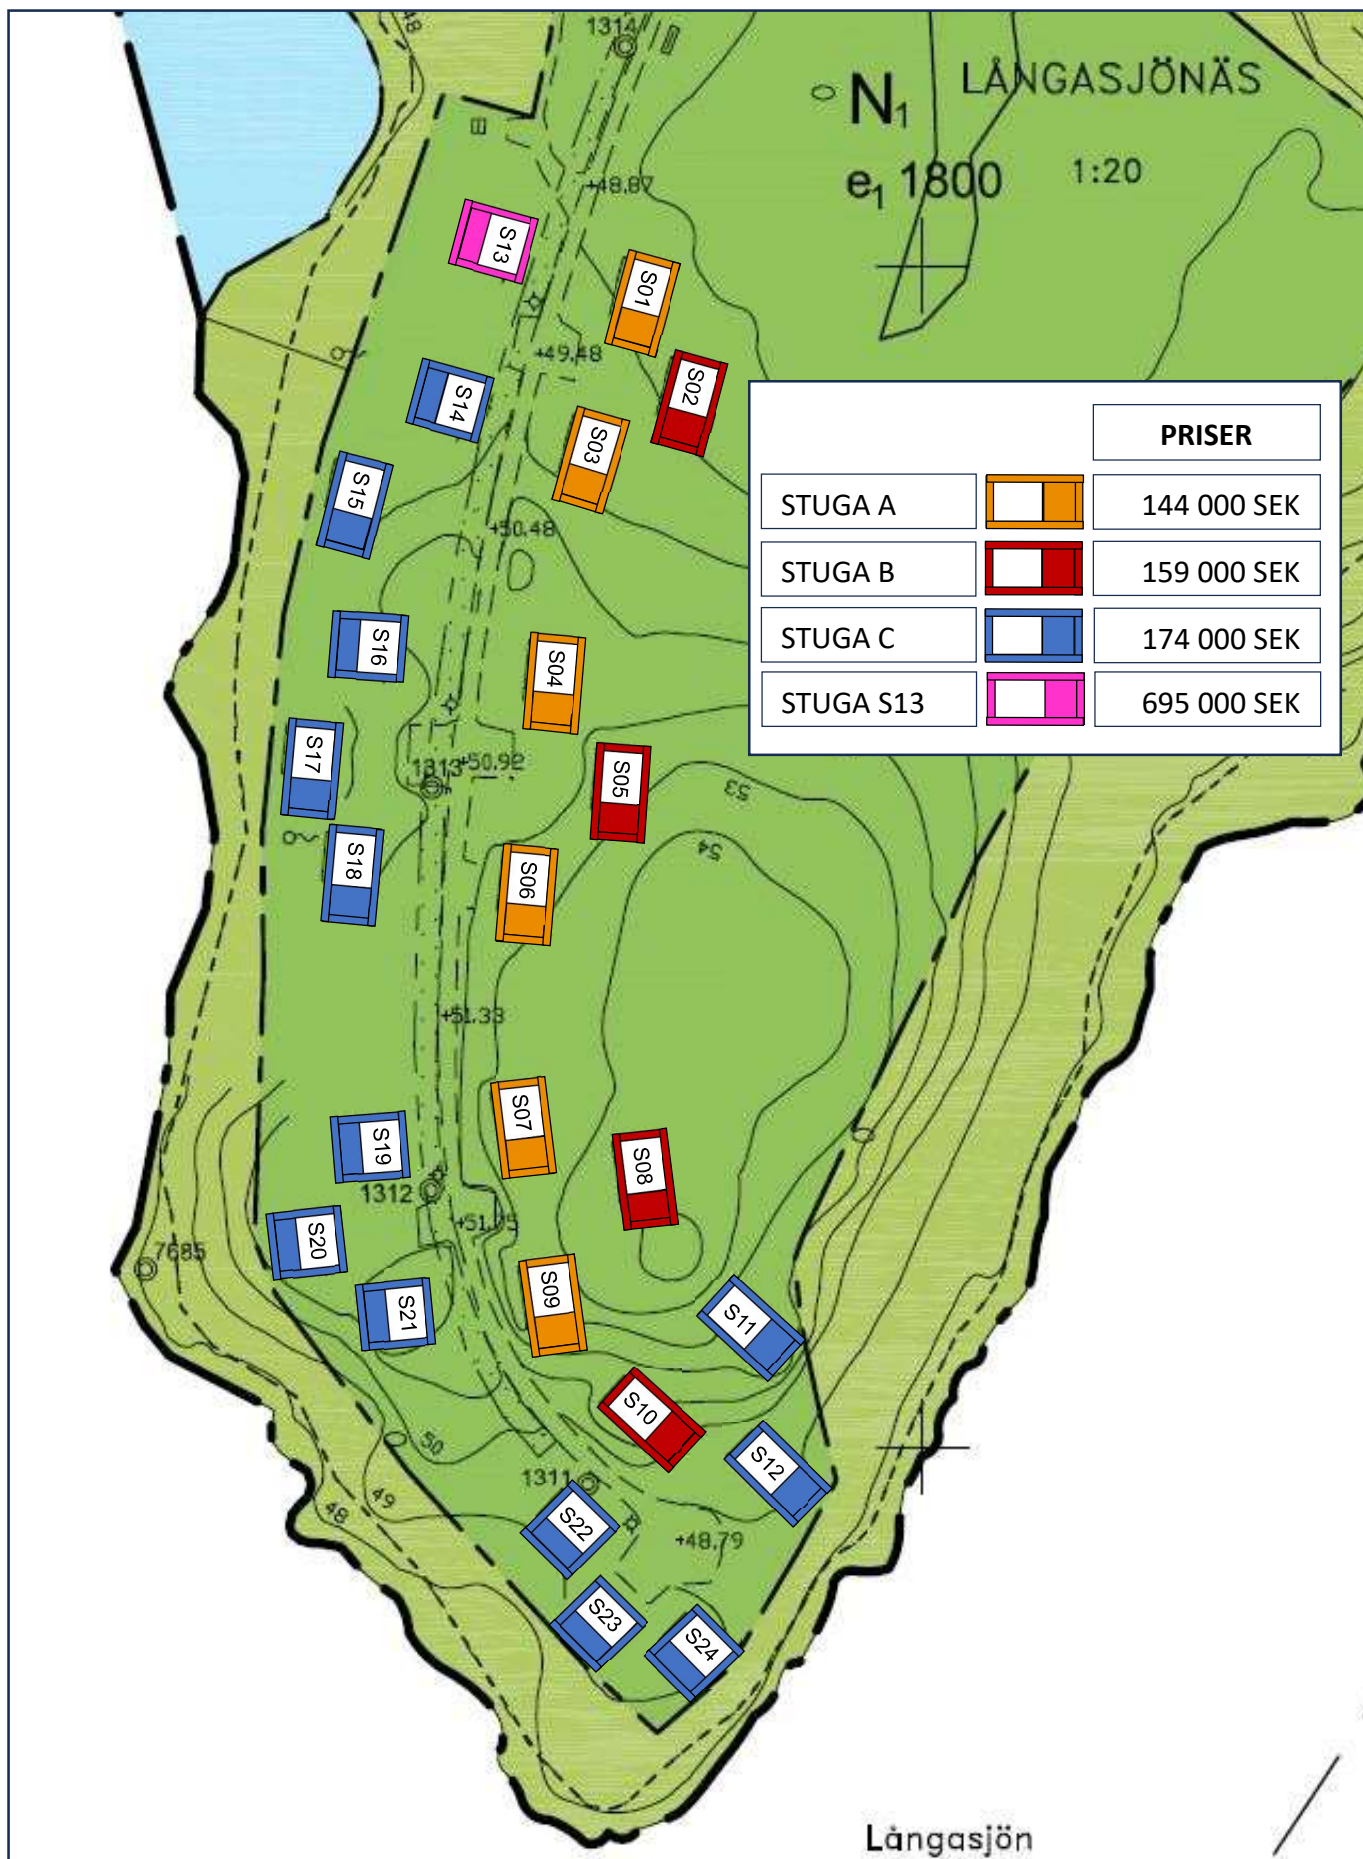 48
1314
N1
LÅNGASJÖNÄS
e1 1800
1:20
+48.87
S13
S01
+49.48
S02
S14
S03
PRISER
STUGA A
144 000 SEK
STUGA B
159 000 SEK
STUGA C
174 000 SEK
STUGA S13
695 000 SEK
S15
+50.48
S16
S04
S17
1313
+50.92
S05
53
54
S18
S06
+51.33
S07
S19
S08
1312
+51.75
S20
7685
S21
S09
S11
S10
50
S12
1311
49
48
S22
+48.79
S23
S24
Långasjön